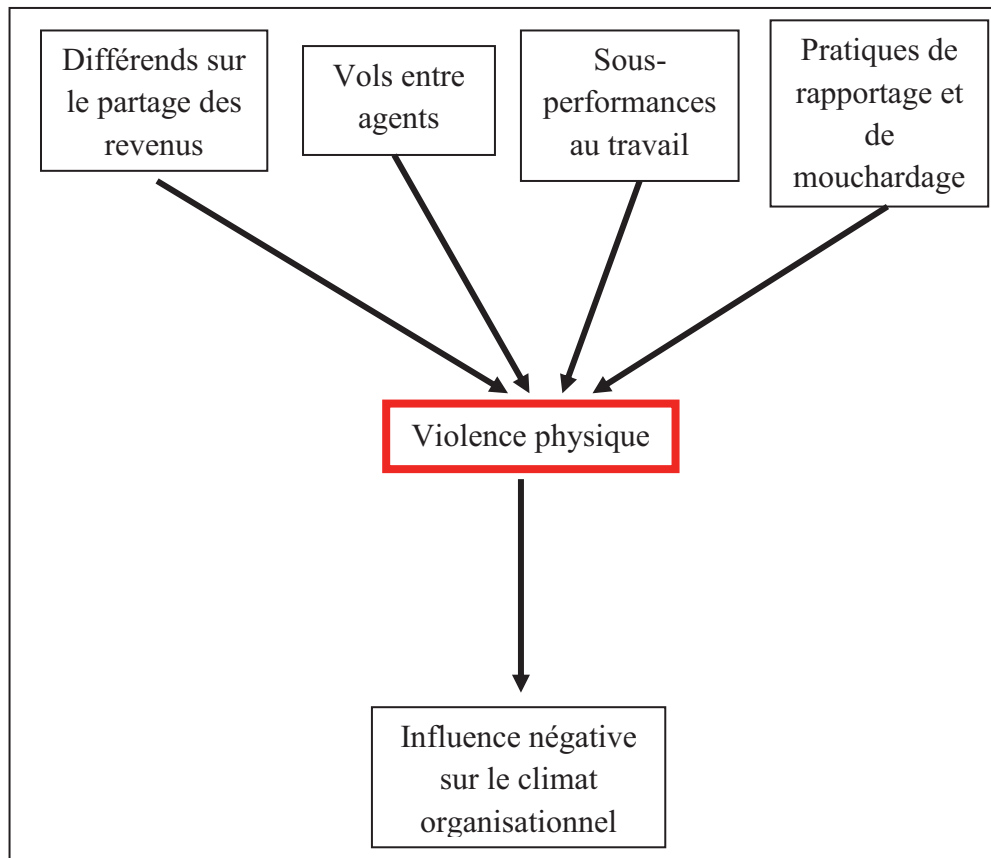 Différends sur
le partage des
revenus
Vols entre
agents
Sous-
performances
au travail
Pratiques de
rapportage et
de
mouchardage
Violence physique
Influence négative
sur le climat
organisationnel